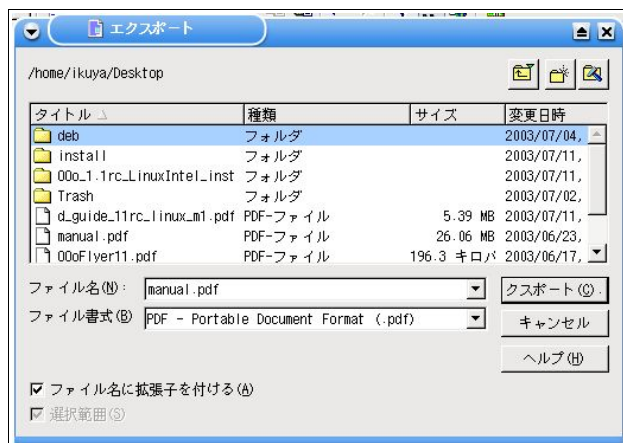 エクスポート
/home/ikuya/Desktop
タイトル 種類 サイズ 変更日時
deb フォルダ 2003/07/04,
install フォルダ 2003/07/11,
OOo_1.1rc_LinuxIntel_inst フォルダ 2003/07/11,
Trash フォルダ 2003/07/02,
d_guide_11rc_linux_m1.pdf PDF-ファイル 5.39 MB 2003/07/11,
manual.pdf PDF-ファイル 26.06 MB 2003/06/23,
OOoFlyer11.pdf PDF-ファイル 196.3 キロバ 2003/06/17,
ファイル名(N): manual.pdf クスポート(O).
ファイル書式(B) PDF - Portable Document Format (.pdf) キャンセル
ヘルプ(H)
ファイル名に拡張子を付ける(A)
選択範囲(S)